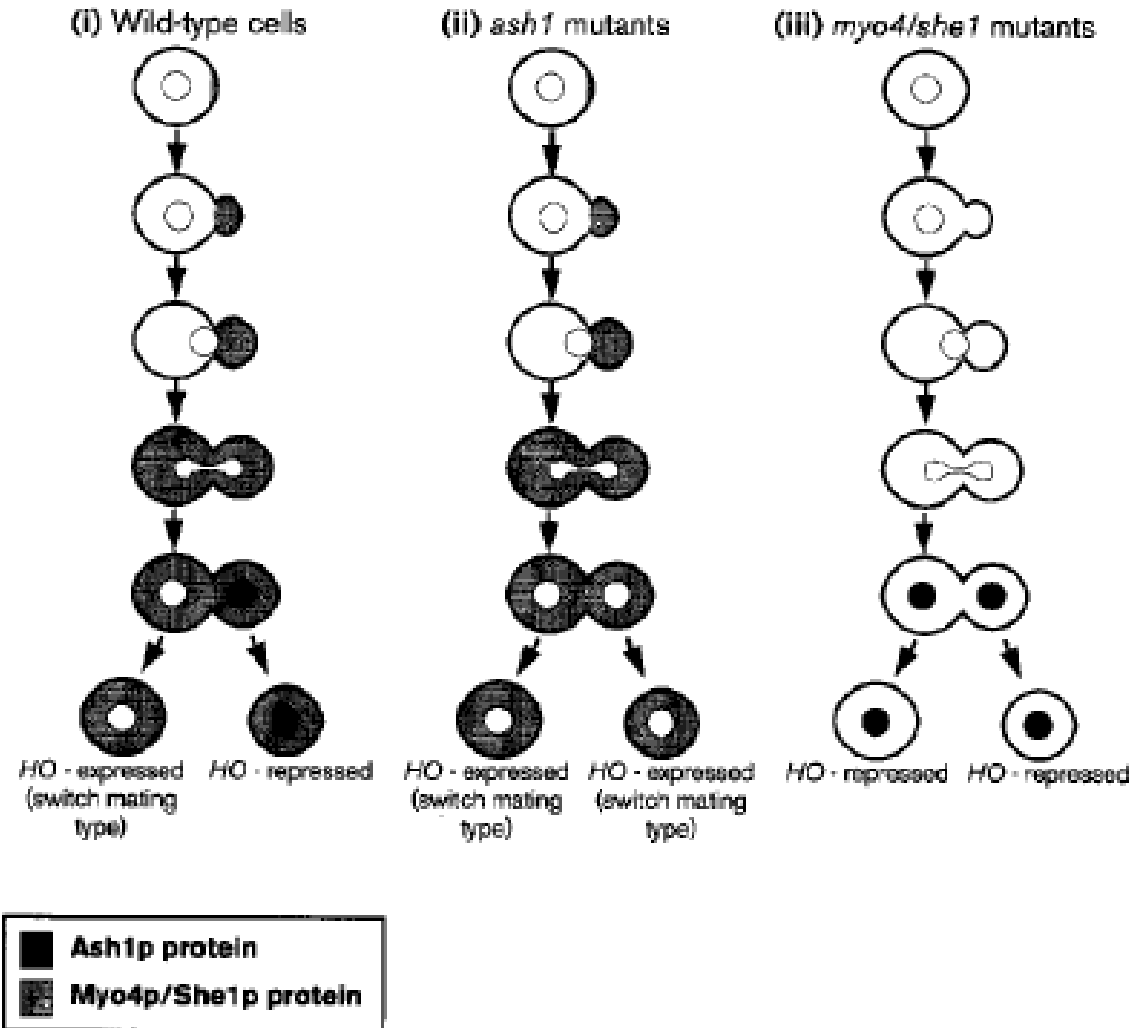 (i) Wild-type cells
(ii) ash1 mutants
(iii) myo4/she1 mutants
HO - expressed
(switch mating
type)
HO - repressed
HO - expressed
(switch mating
type)
HO - expressed
(switch mating
type)
HO - repressed
HO - repressed
Ash1p protein
Myo4p/She1p protein